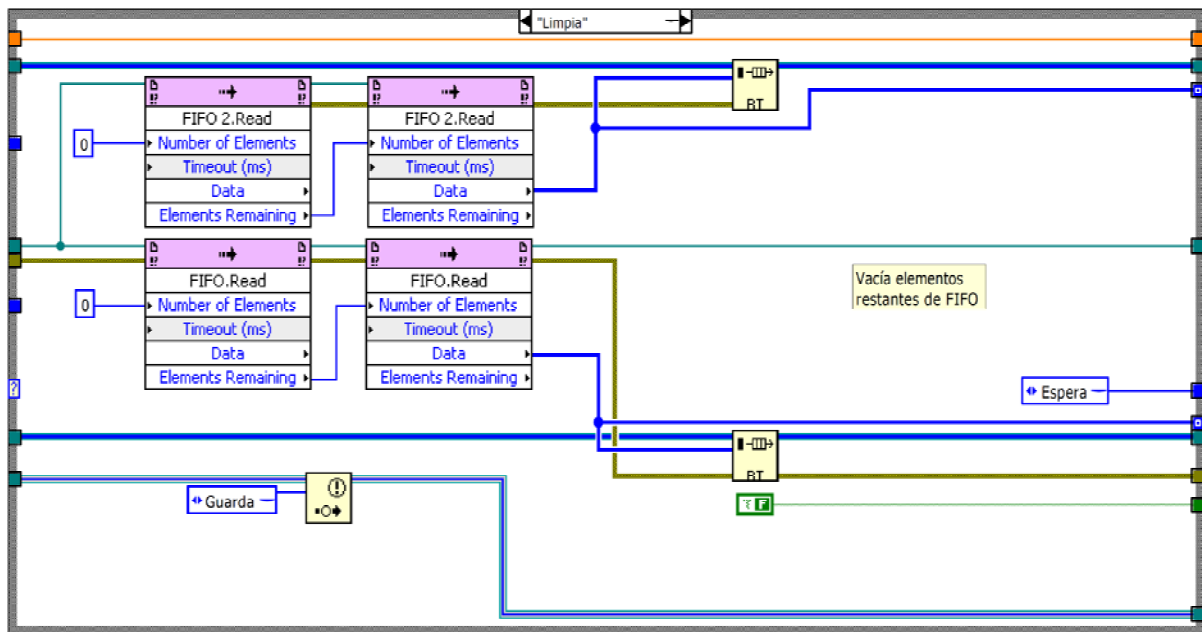 "Limpia"
FIFO 2.Read
Number of Elements
Timeout (ms)
Data
Elements Remaining
0
FIFO 2.Read
Number of Elements
Timeout (ms)
Data
Elements Remaining
RT
FIFO.Read
Number of Elements
Timeout (ms)
Data
Elements Remaining
0
FIFO.Read
Number of Elements
Timeout (ms)
Data
Elements Remaining
Vacía elementos
restantes de FIFO
?
Espera
RT
Guarda
F